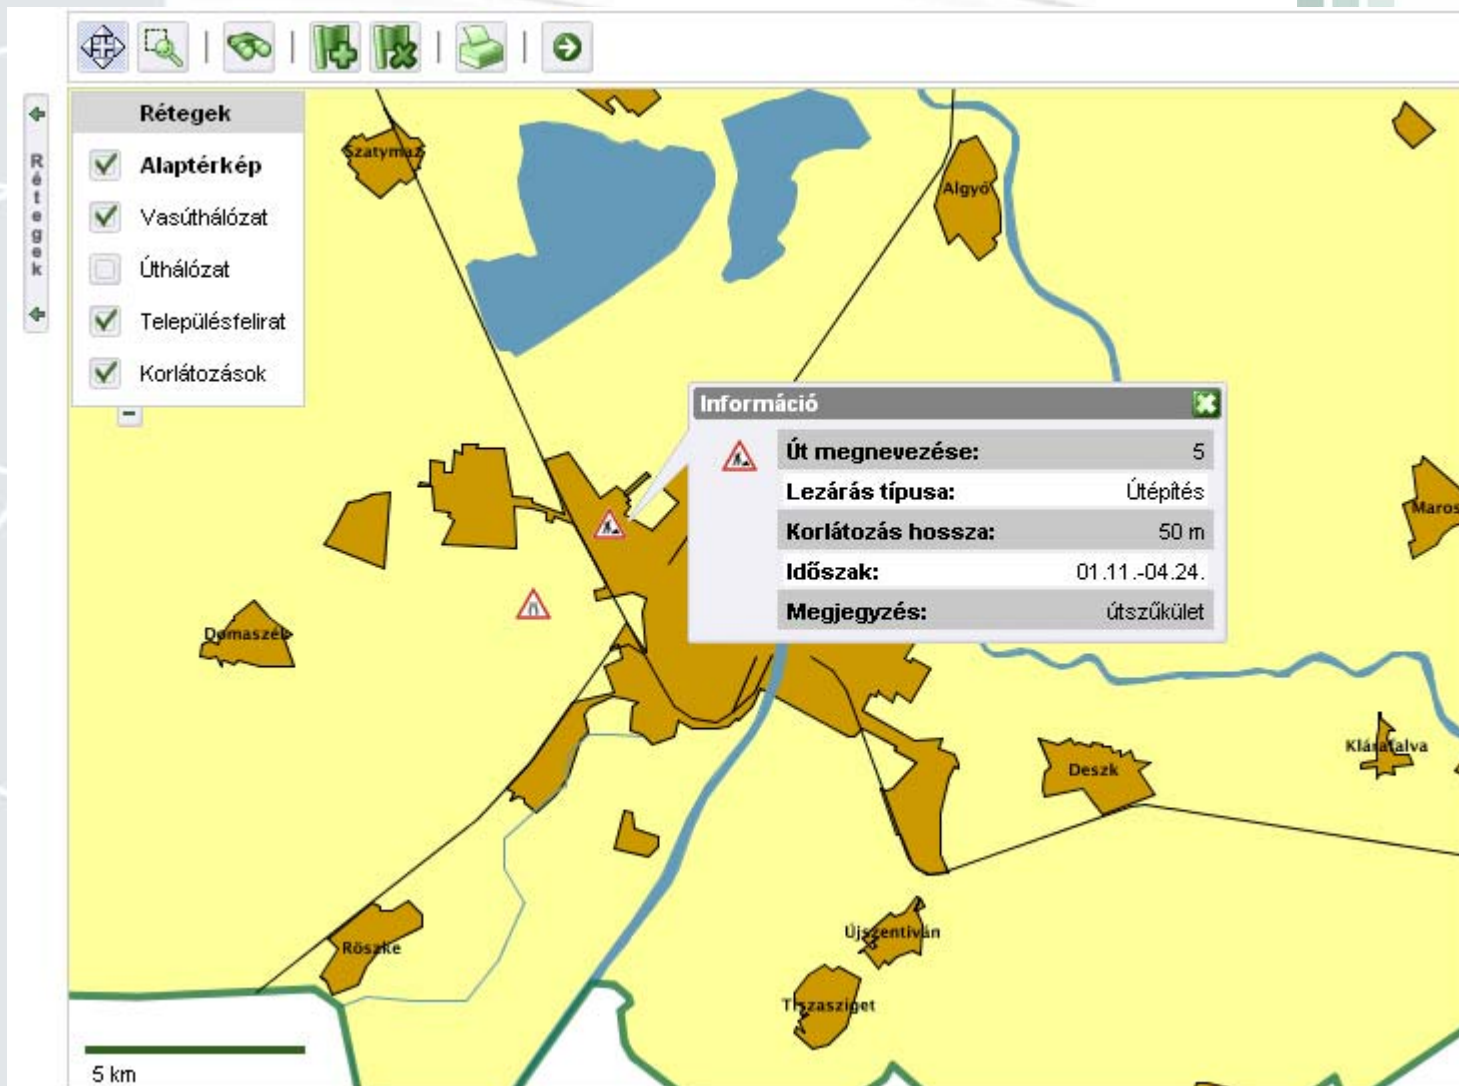 Rétegek
Rétegek
Alaptérkép
Vasúthálózat
Úthálózat
Településfelirat
Korlátozások
Szatymaz
Algyő
Információ
Út megnevezése: 5
Lezárás típusa: Útépítés
Korlátozás hossza: 50 m
Időszak: 01.11.-04.24.
Megjegyzés: útszűkület
Maros
Domaszék
Klárafalva
Deszk
Újszentiván
Röszke
Tiszasziget
5 km